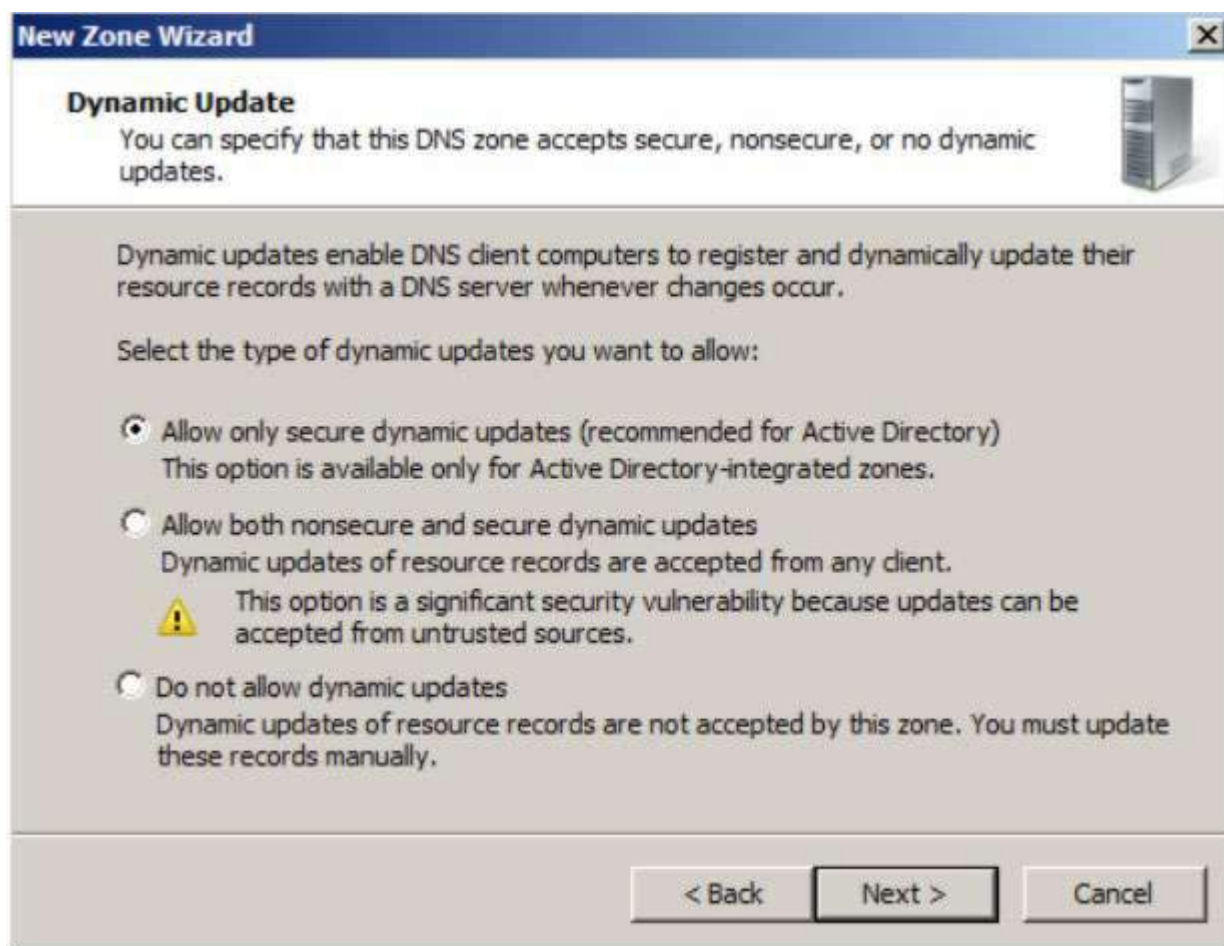 New Zone Wizard
Dynamic Update
You can specify that this DNS zone accepts secure, nonsecure, or no dynamic
updates.
Dynamic updates enable DNS client computers to register and dynamically update their
resource records with a DNS server whenever changes occur.
Select the type of dynamic updates you want to allow:
Allow only secure dynamic updates (recommended for Active Directory)
This option is available only for Active Directory-integrated zones.
Allow both nonsecure and secure dynamic updates
Dynamic updates of resource records are accepted from any client.
This option is a significant security vulnerability because updates can be
accepted from untrusted sources.
Do not allow dynamic updates
Dynamic updates of resource records are not accepted by this zone. You must update
these records manually.
< Back Next > Cancel